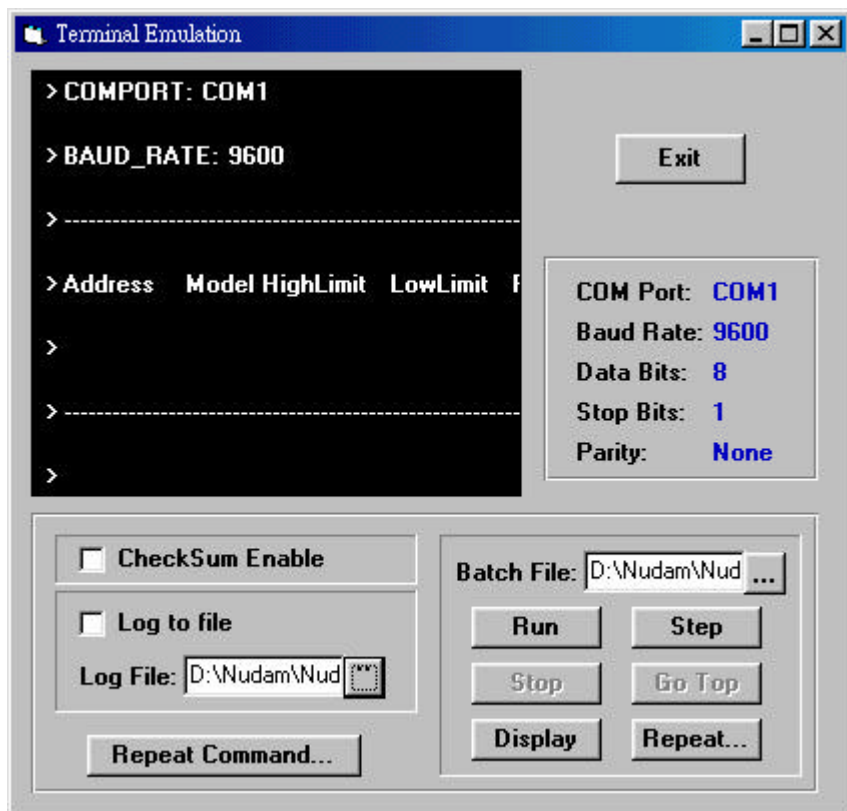 Terminal Emulation
>COMPORT: COM1
>BAUD_RATE: 9600
>--------------------------------------------------------
>Address Model HighLimit LowLimit
>
>--------------------------------------------------------
>
Exit
COM Port: COM1
Baud Rate: 9600
Data Bits: 8
Stop Bits: 1
Parity: None
CheckSum Enable
Log to file
Log File: D:\Nudam\Nud ...
Repeat Command...
Batch File: D:\Nudam\Nud ...
Run Step
Stop Go Top
Display Repeat...